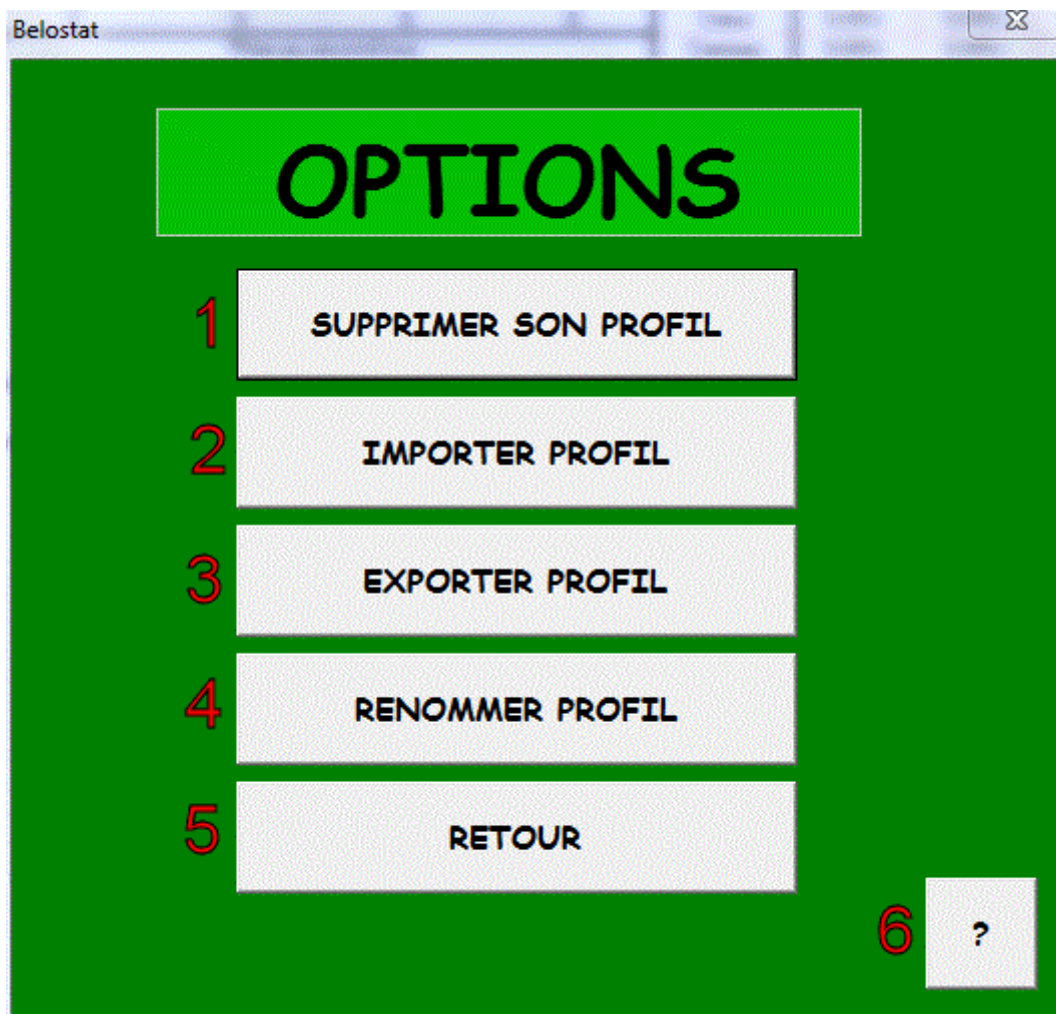 Belostat
OPTIONS
1 SUPPRIMER SON PROFIL
2 IMPORTER PROFIL
3 EXPORTER PROFIL
4 RENOMMER PROFIL
5 RETOUR
6 ?